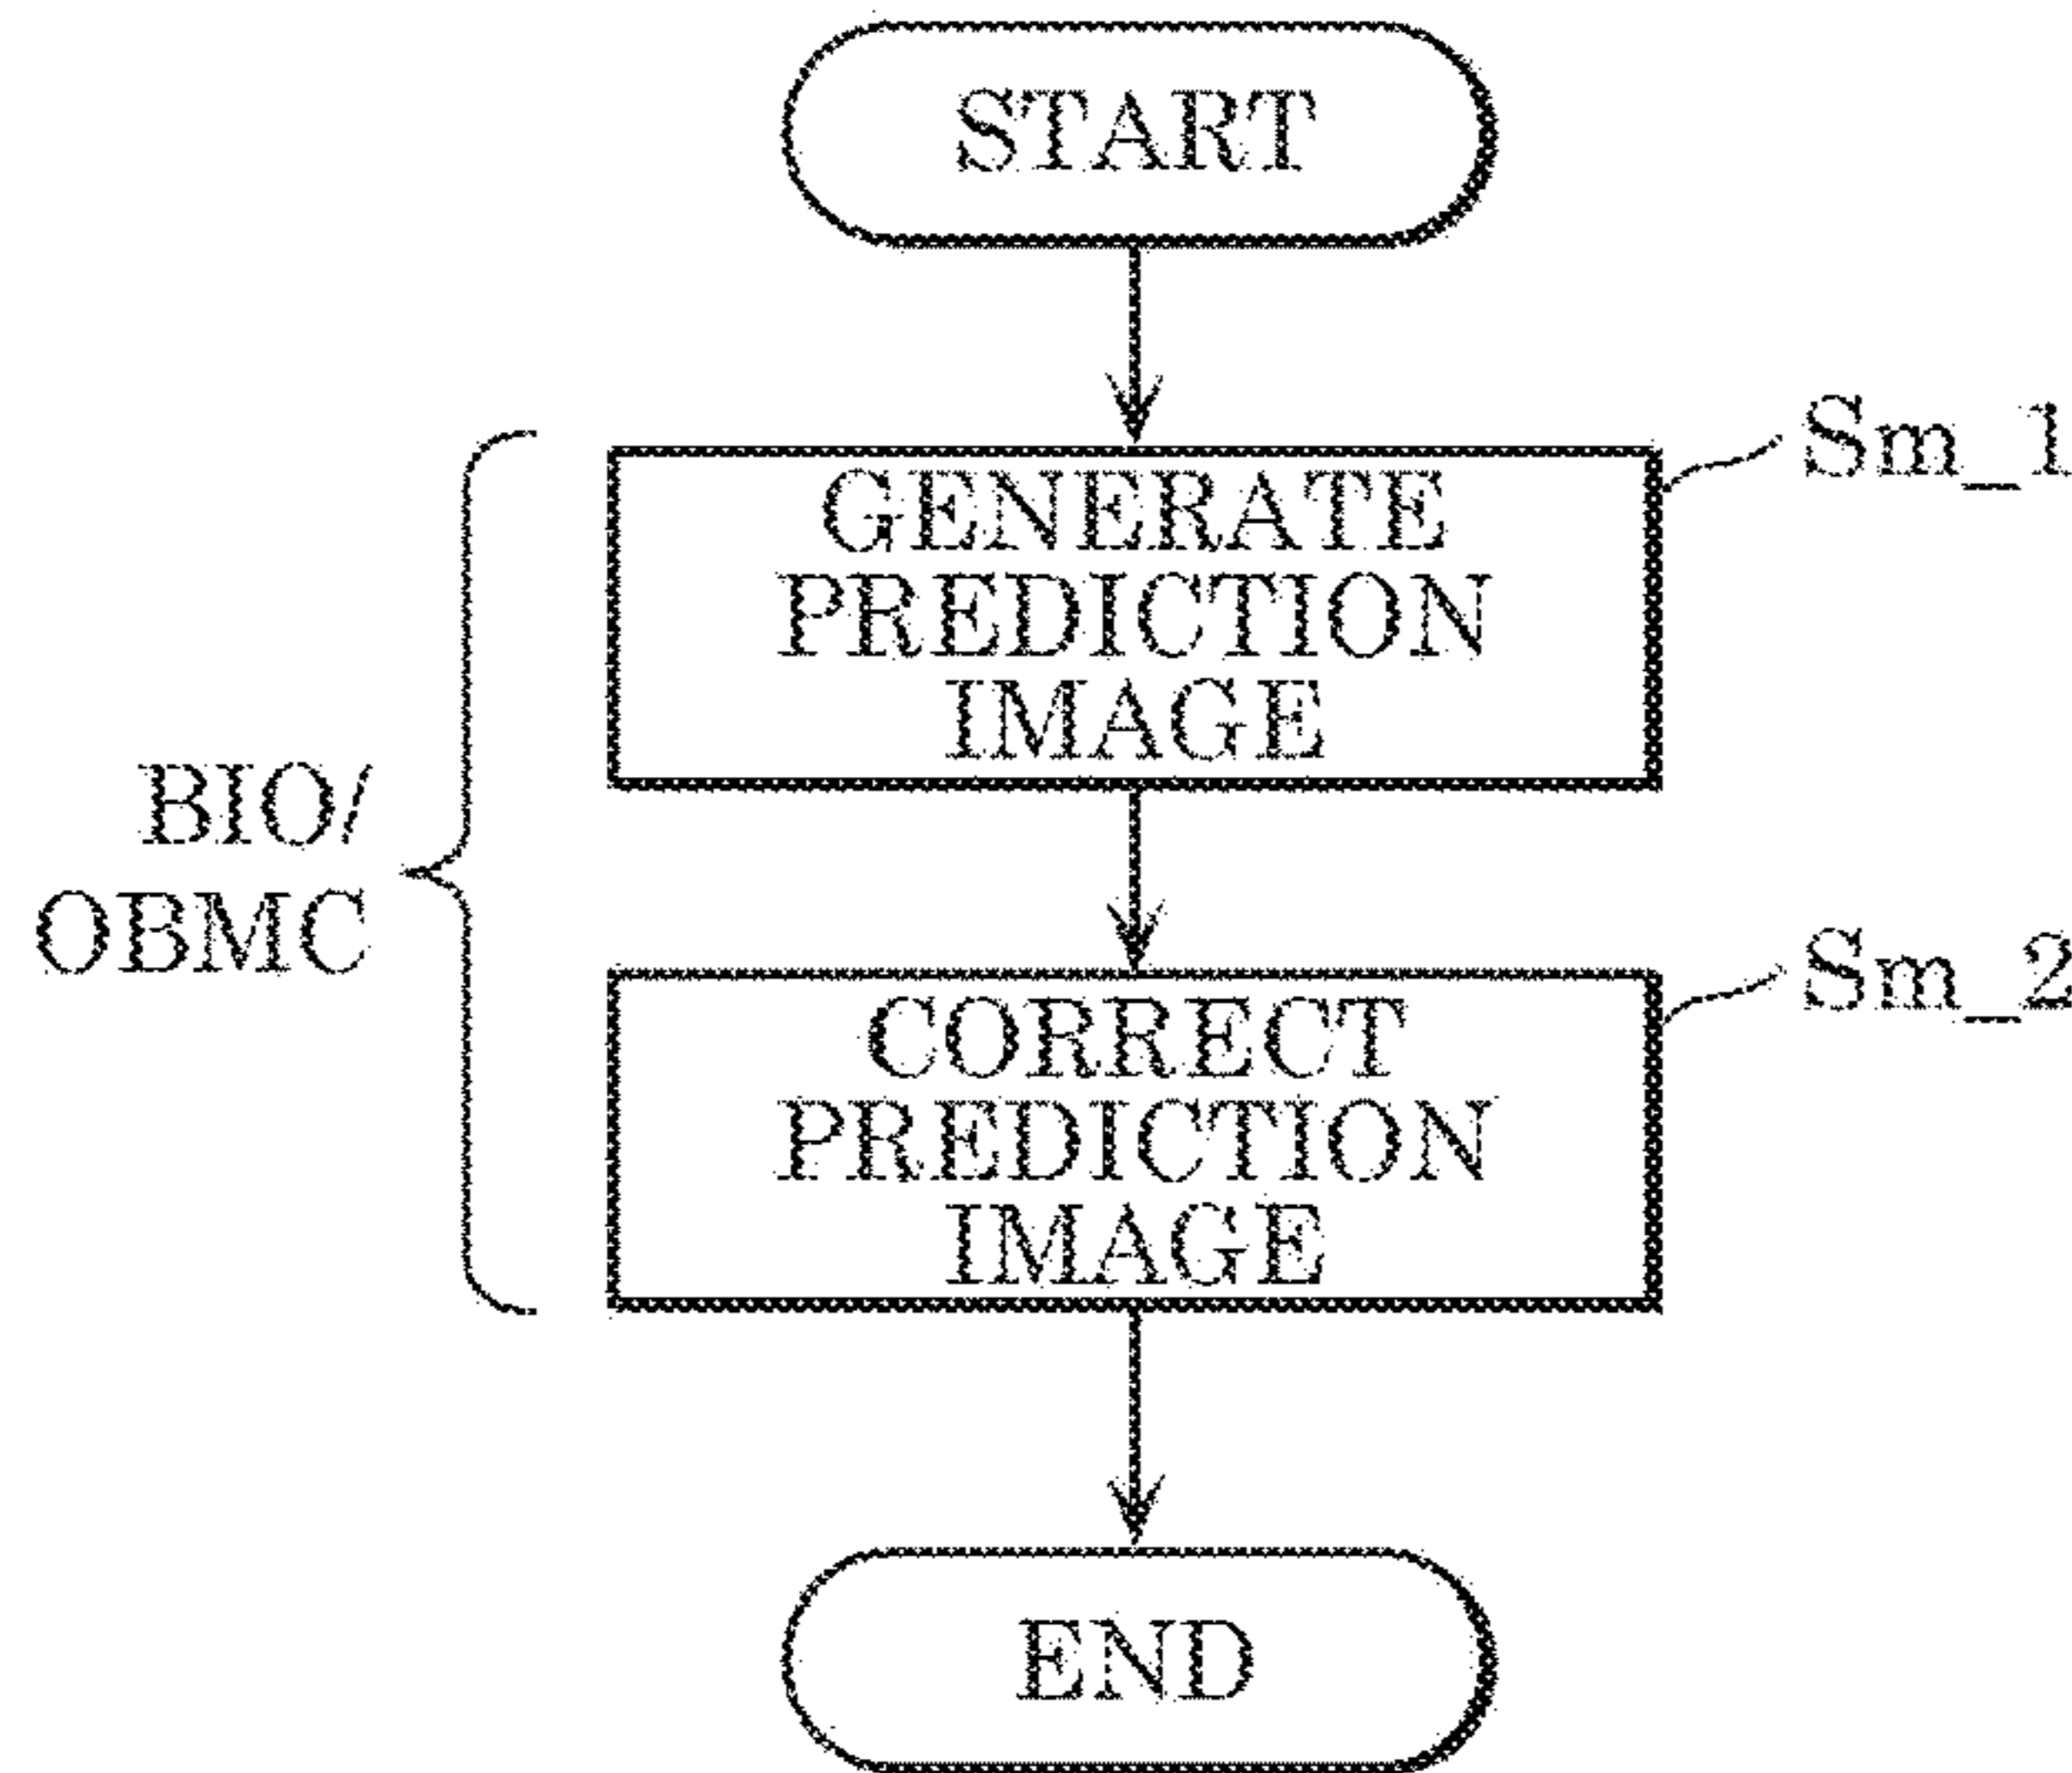 START
Sm_1
GENERATE
PREDICTION
IMAGE
BIO/
OBMC
Sm_2
CORRECT
PREDICTION
IMAGE
END